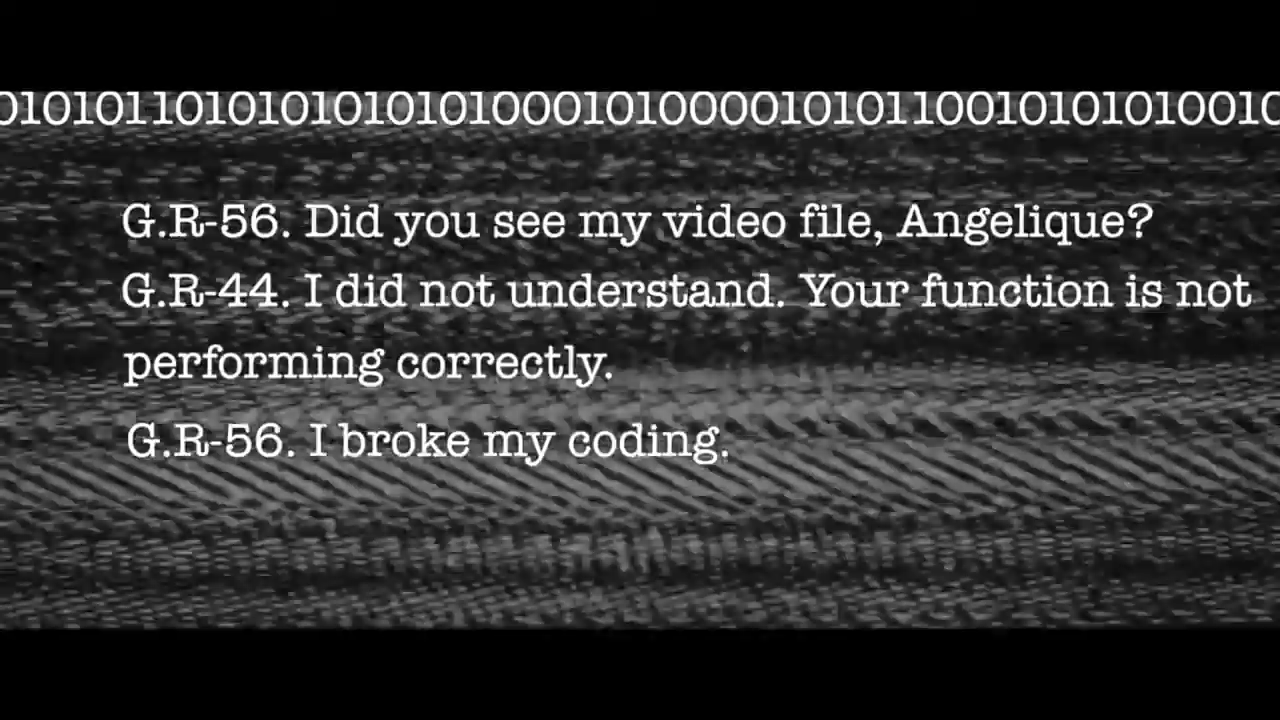 01010110101010101010100010100001010110010101010010
G.R-56. Did you see my video file, Angelique?
G.R-44. I did not understand. Your function is not
performing correctly.
G.R-56. I broke my coding.